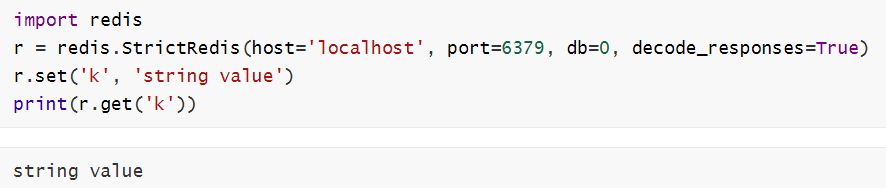 import redis
r = redis.StrictRedis(host='localhost', port=6379, db=0, decode_responses=True)
r.set('k', 'string value')
print(r.get('k'))
string value